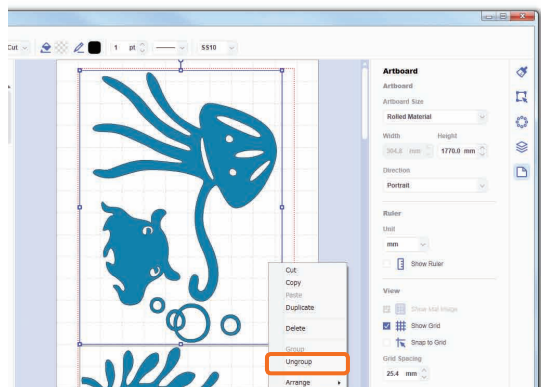 Cut
1 pt
S510
Artboard
Artboard
Artboard Size
Rolled Material
Width Height
304.8 mm 1778.0 mm
Direction
Portrait
Ruler
Unit
mm
Show Ruler
View
Show Mat Image
Show Grid
Snap to Grid
Grid Spacing
25.4 mm
Cut
Copy
Paste
Duplicate
Delete
Group
Ungroup
Arrange